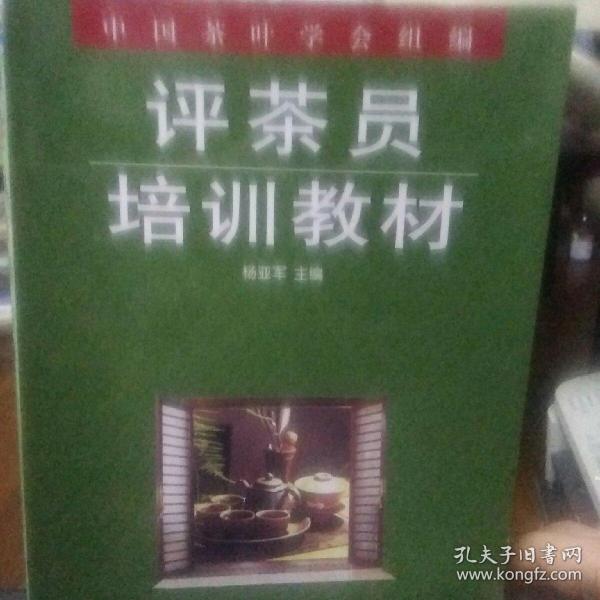 中国茶叶学会组编
评茶员
培训教材
杨亚军 主编
孔夫子旧书网
www.kongfz.com